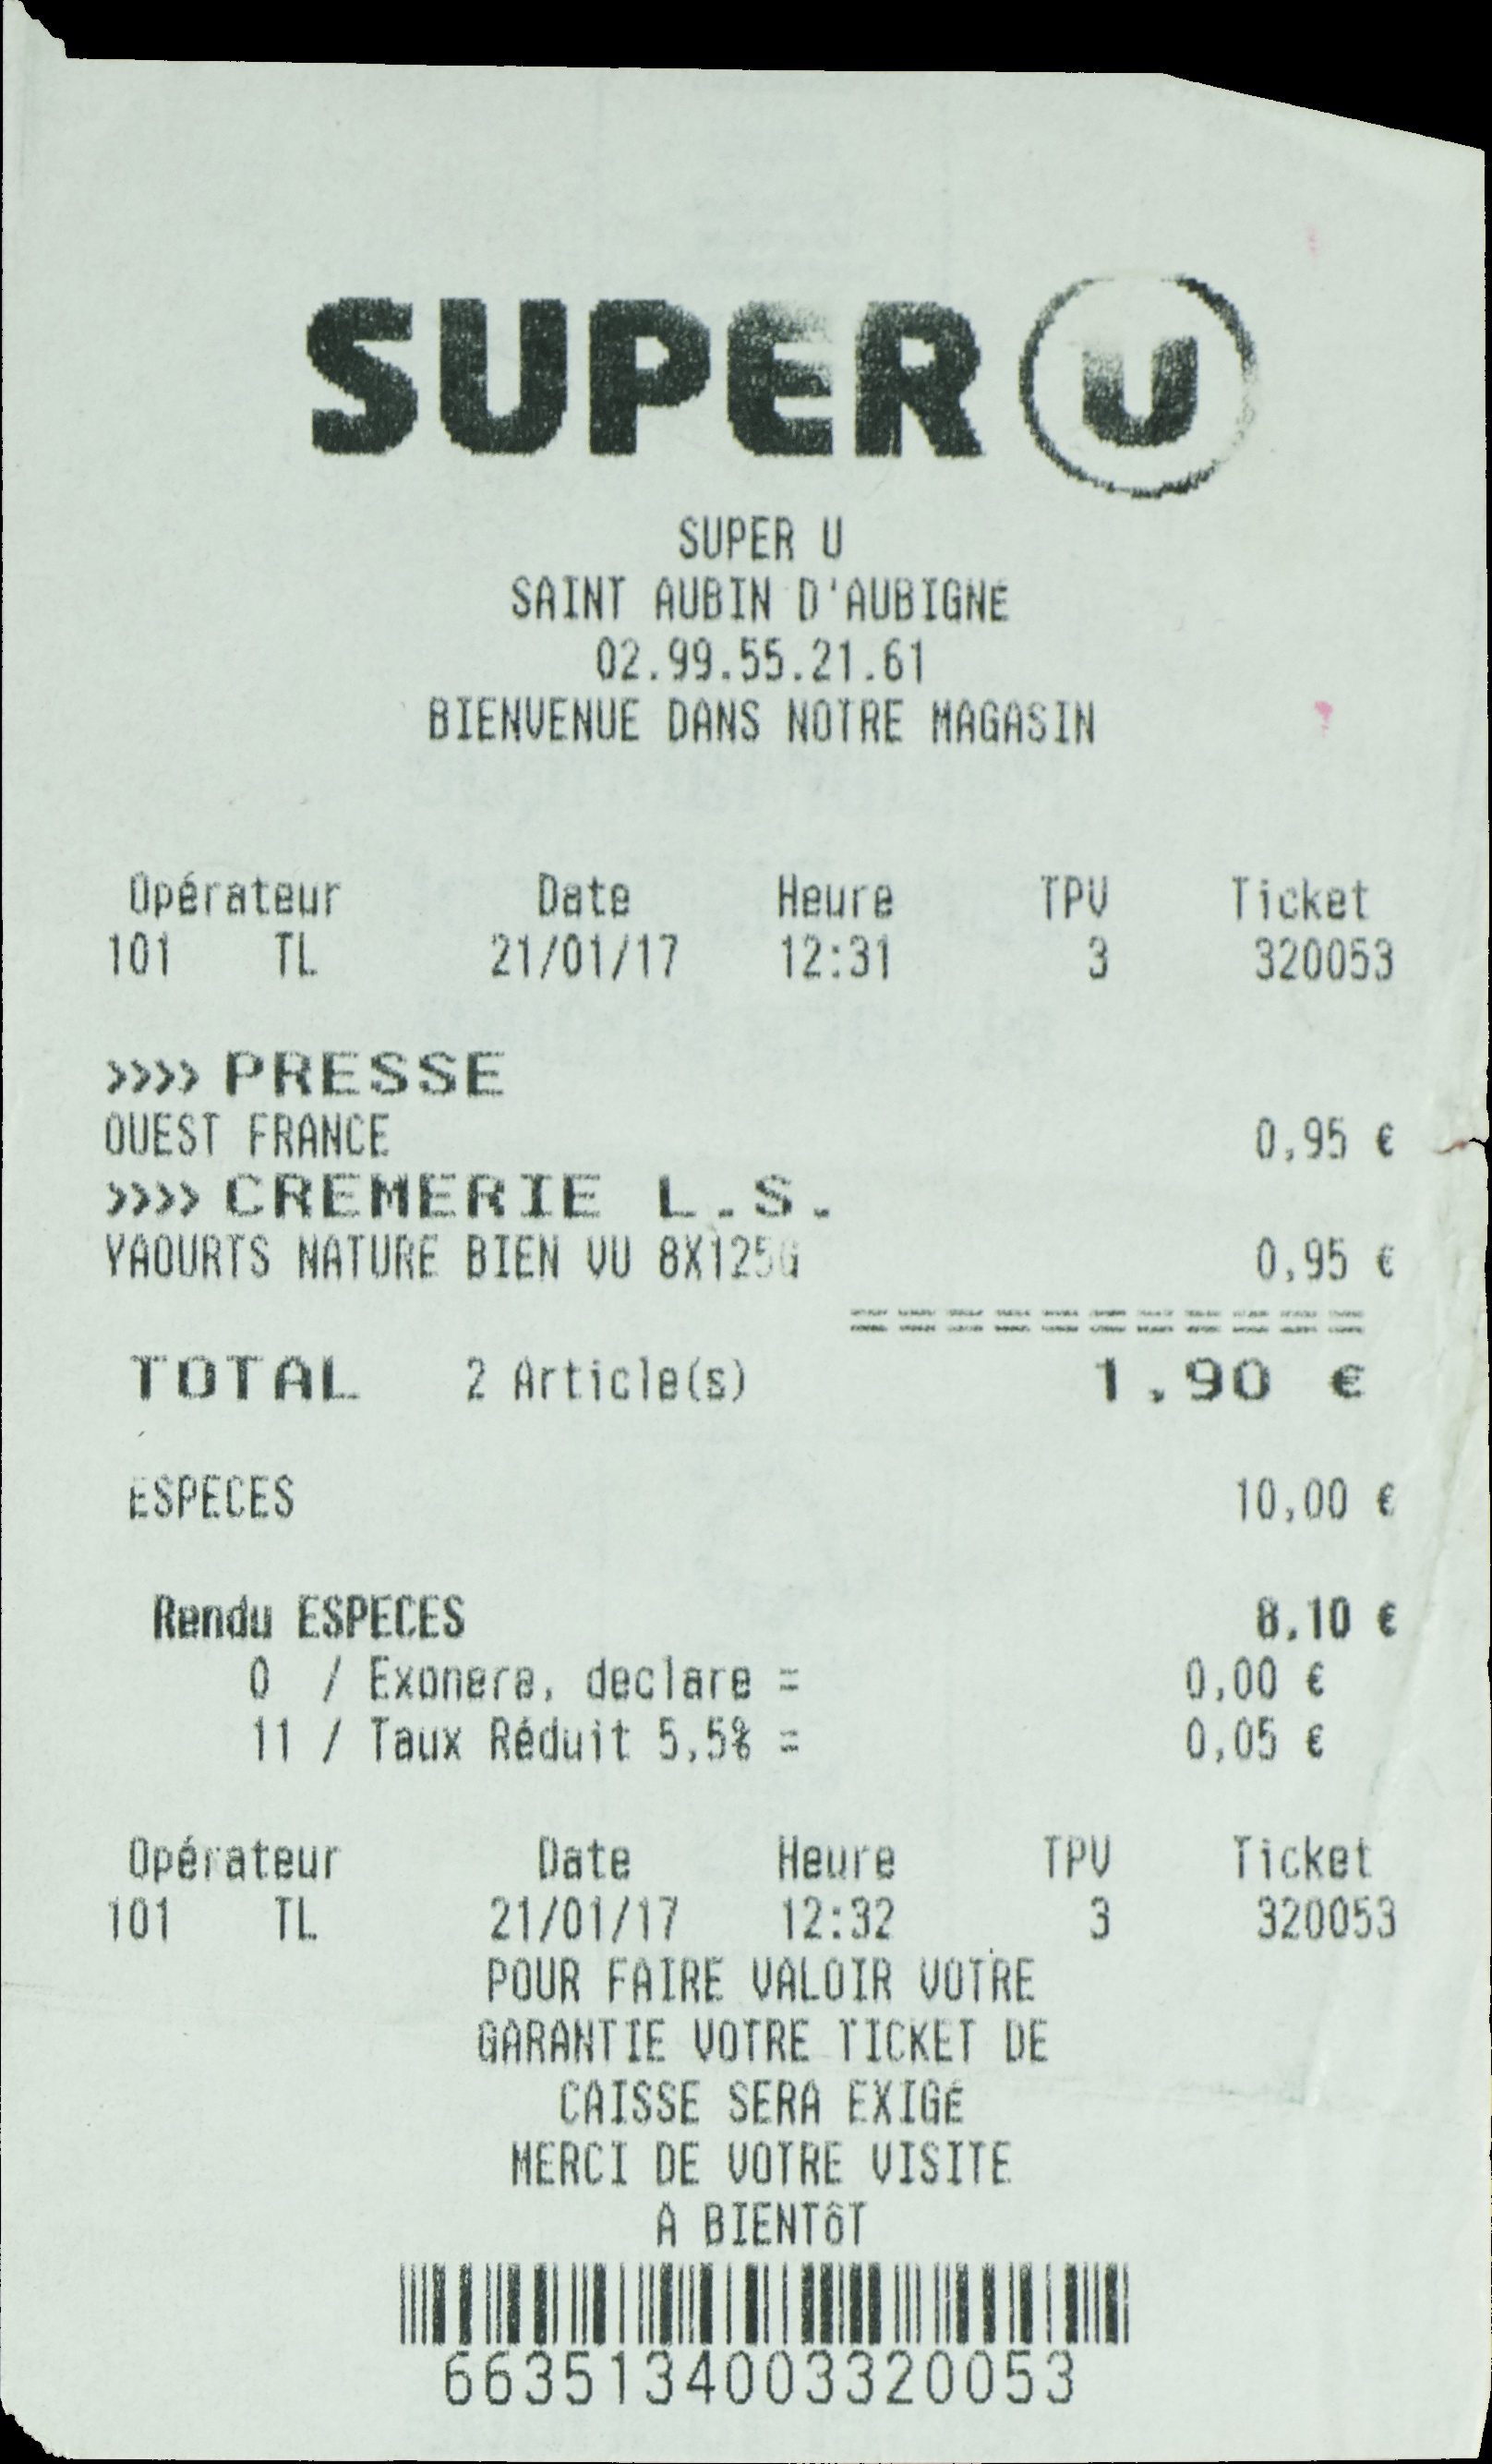 SUPER U
SUPER U
SAINT AUBIN D'AUBIGNÉ
02.99.55.21.61
BIENVENUE DANS NOTRE MAGASIN
Opérateur Date Heure TPV Ticket
101 TL 21/01/17 12:31 3 320053
>>>> PRESSE
OUEST FRANCE 0,95 €
>>>> CREMERIE L.S.
YAOURTS NATURE BIEN VU 8X125G 0,95 €
===========
TOTAL 2 Article(s) 1,90 €
ESPECES 10,00 €
Rendu ESPECES 8,10 €
0 / Exonera, declare = 0,00 €
11 / Taux Réduit 5,5% = 0,05 €
Opérateur Date Heure TPV Ticket
101 TL 21/01/17 12:32 3 320053
POUR FAIRE VALOIR VOTRE
GARANTIE VOTRE TICKET DE
CAISSE SERA EXIGÉ
MERCI DE VOTRE VISITE
A BIENTôT
6635134003320053